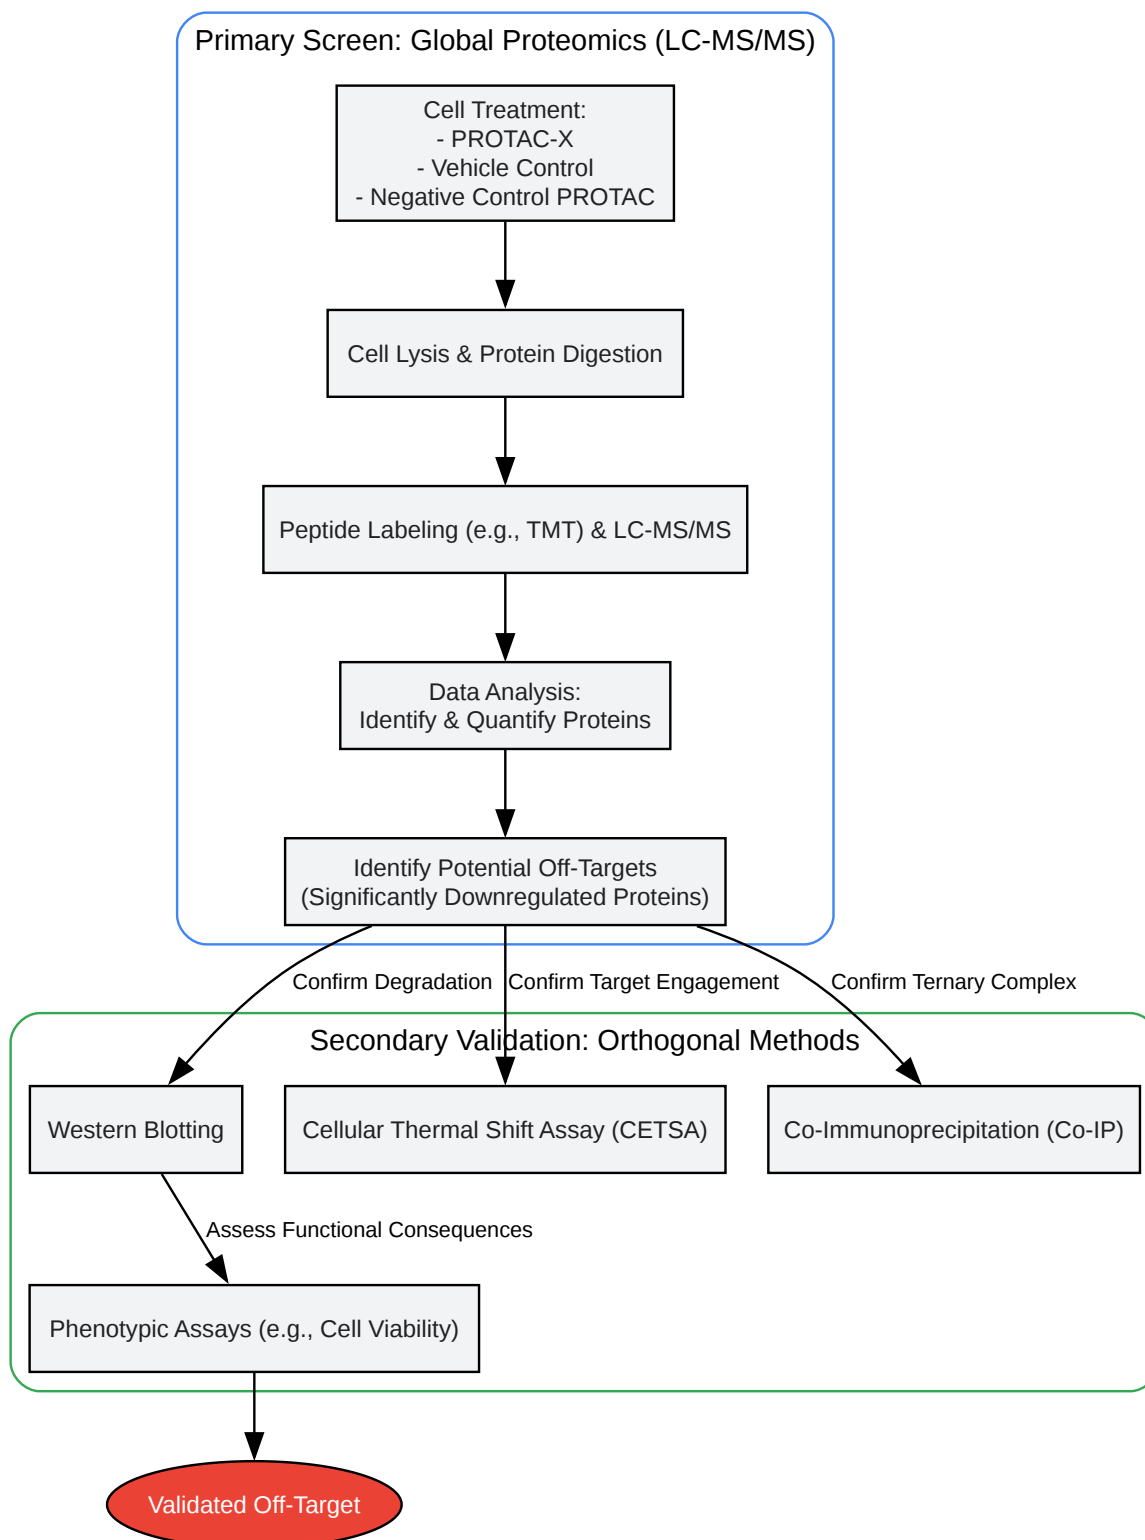 Primary Screen: Global Proteomics (LC-MS/MS)
Cell Treatment:
- PROTAC-X
- Vehicle Control
- Negative Control PROTAC
Cell Lysis & Protein Digestion
Peptide Labeling (e.g., TMT) & LC-MS/MS
Data Analysis:
Identify & Quantify Proteins
Identify Potential Off-Targets
(Significantly Downregulated Proteins)
Confirm Degradation
Confirm Target Engagement
Confirm Ternary Complex
Secondary Validation: Orthogonal Methods
Western Blotting
Cellular Thermal Shift Assay (CETSA)
Co-Immunoprecipitation (Co-IP)
Assess Functional Consequences
Phenotypic Assays (e.g., Cell Viability)
Validated Off-Target